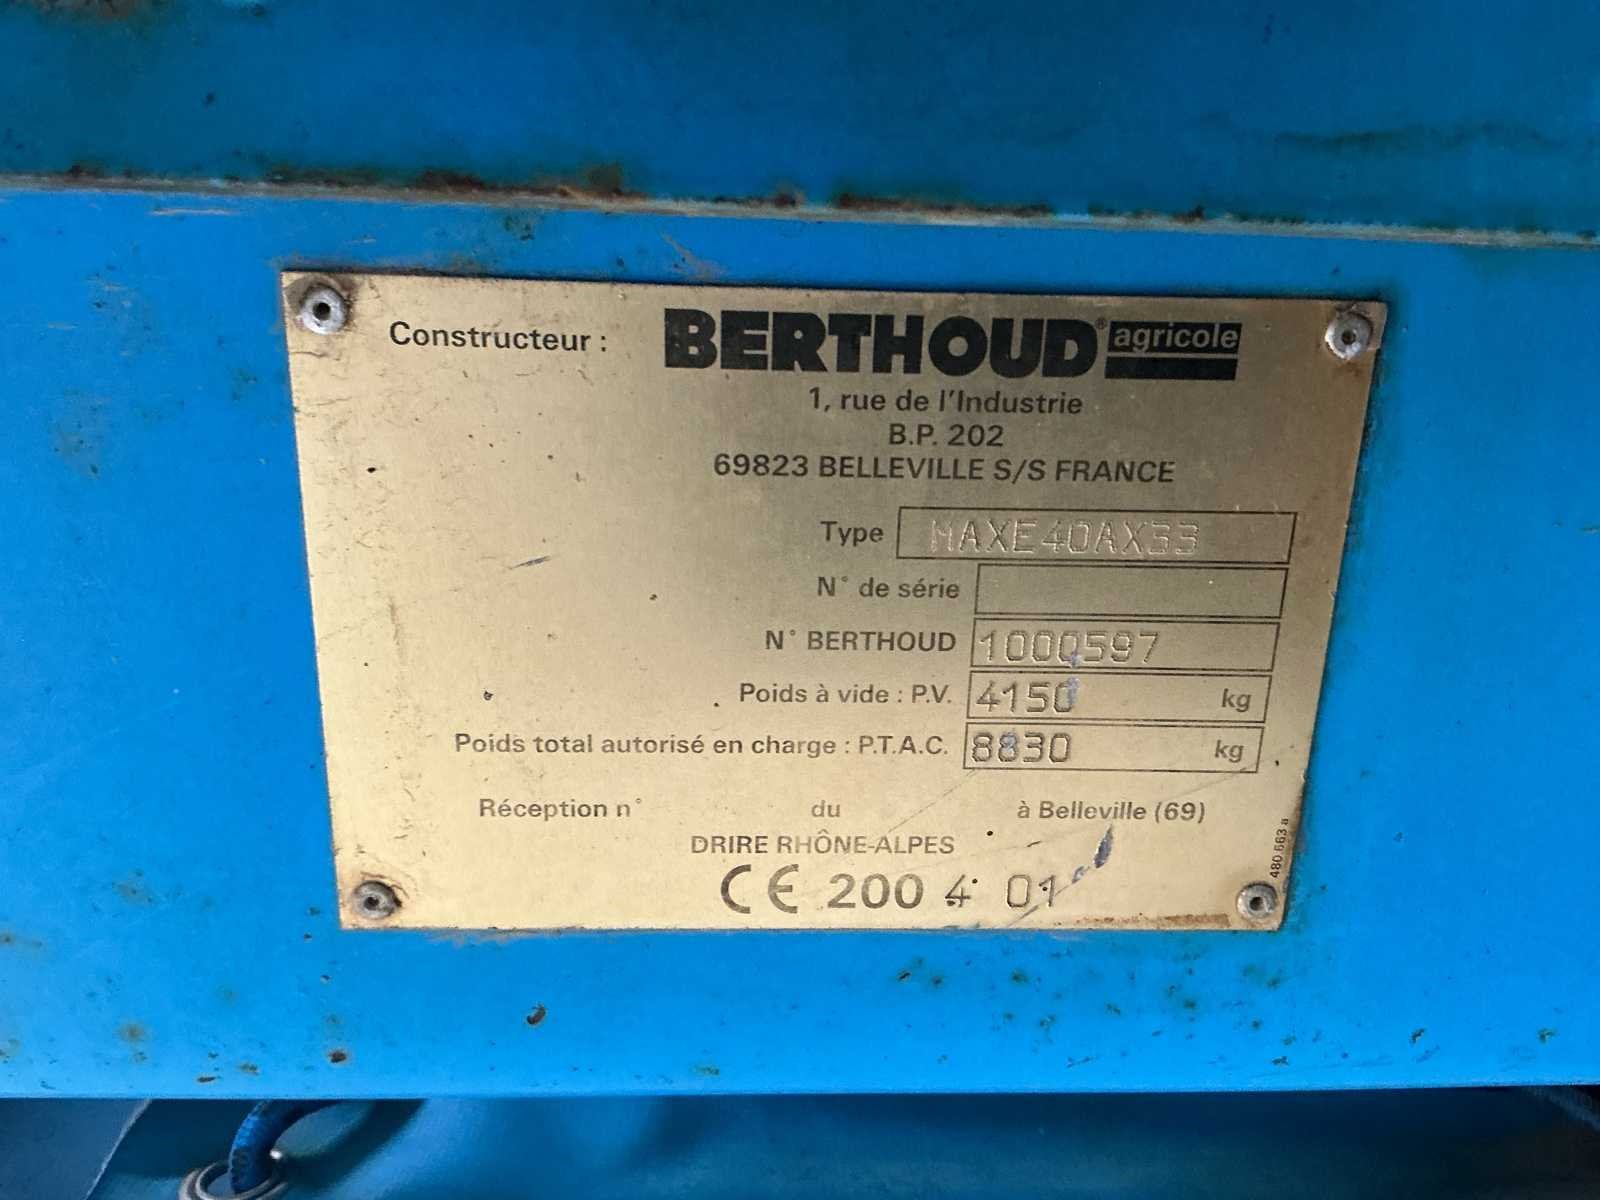 Constructeur : BERTHOUD® agricole
1, rue de l'Industrie
B.P. 202
69823 BELLEVILLE S/S FRANCE
Type MAXE40AX33
N° de série
N° BERTHOUD 1000597
Poids à vide : P.V. 4150 kg
Poids total autorisé en charge : P.T.A.C. 8830 kg
Réception n° du à Belleville (69)
DRIRE RHÔNE-ALPES
CE 200 4 01
480.663 a